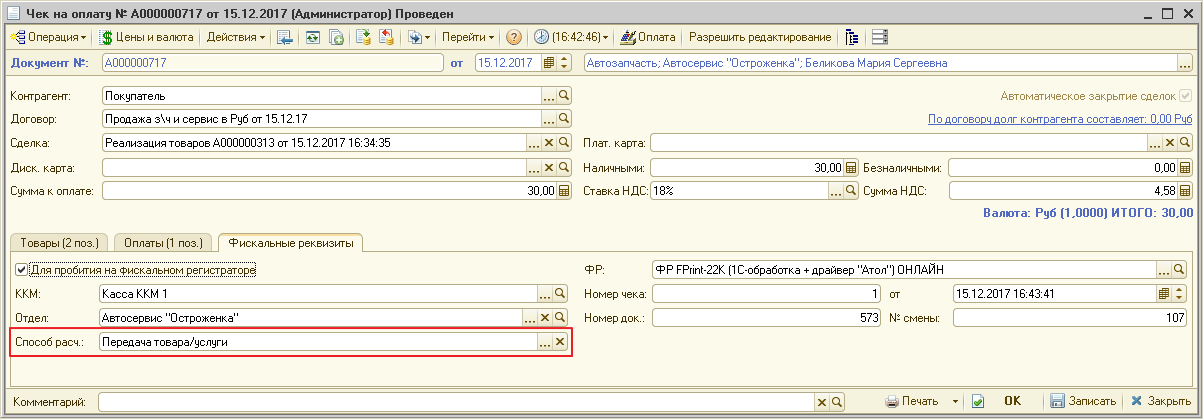 Чек на оплату № А000000717 от 15.12.2017 (Администратор) Проведен
Операция Цены и валюта Действия Перейти (16:42:46) Оплата Разрешить редактирование
Документ №: А000000717 от 15.12.2017 Автозапчасть; Автосервис "Остроженка"; Беликова Мария Сергеевна ...
Контрагент: Покупатель ... Автоматическое закрытие сделок
Договор: Продажа з\ч и сервис в Руб от 15.12.17 ... По договору долг контрагента составляет: 0,00 Руб
Сделка: Реализация товаров А000000313 от 15.12.2017 16:34:35 ... Плат. карта: ...
Диск. карта: ... Наличными: 30,00 Безналичными: 0,00
Сумма к оплате: 30,00 Ставка НДС: 18% ... Сумма НДС: 4,58
Валюта: Руб (1,0000) ИТОГО: 30,00
Товары (2 поз.) Оплаты (1 поз.) Фискальные реквизиты
Для пробития на фискальном регистраторе ФР: ФР FPrint-22K (1С-обработка + драйвер "Атол") ОНЛАЙН ...
ККМ: Касса ККМ 1 ... Номер чека: 1 от 15.12.2017 16:43:41
Отдел: Автосервис "Остроженка" ... Номер док.: 573 № смены: 107
Способ расч.: Передача товара/услуги ...
Комментарий: Печать OK Записать Закрыть